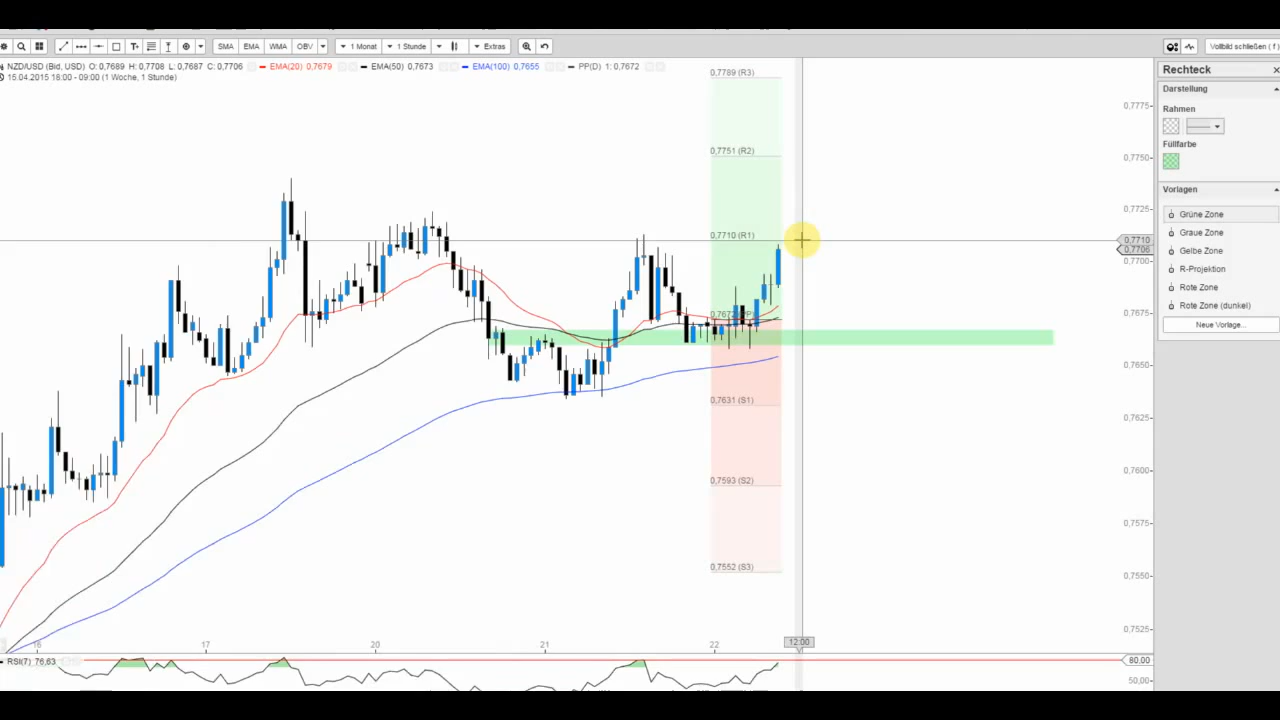 SMA EMA WMA OBV 1 Monat 1 Stunde Extras Vollbild schließen ( f )
NZD/USD (Bid, USD) O: 0,7689 H: 0,7708 L: 0,7687 C: 0,7706 EMA(20) 0,7679 EMA(50) 0,7673 EMA(100) 0,7655 PP(D) 1: 0,7672
15.04.2015 18:00 - 09:00 (1 Woche, 1 Stunde)
0,7789 (R3)
0,7751 (R2)
0,7710 (R1)
0,7631 (S1)
0,7593 (S2)
0,7552 (S3)
0,7775
0,7750
0,7725
0,7710
0,7706
0,7700
0,7675
0,7650
0,7625
0,7600
0,7575
0,7550
0,7525
16 17 20 21 22 12:00
RSI(7) 76,63
80,00
50,00
Rechteck
Darstellung
Rahmen
Füllfarbe
Vorlagen
Grüne Zone
Graue Zone
Gelbe Zone
R-Projektion
Rote Zone
Rote Zone (dunkel)
Neue Vorlage...